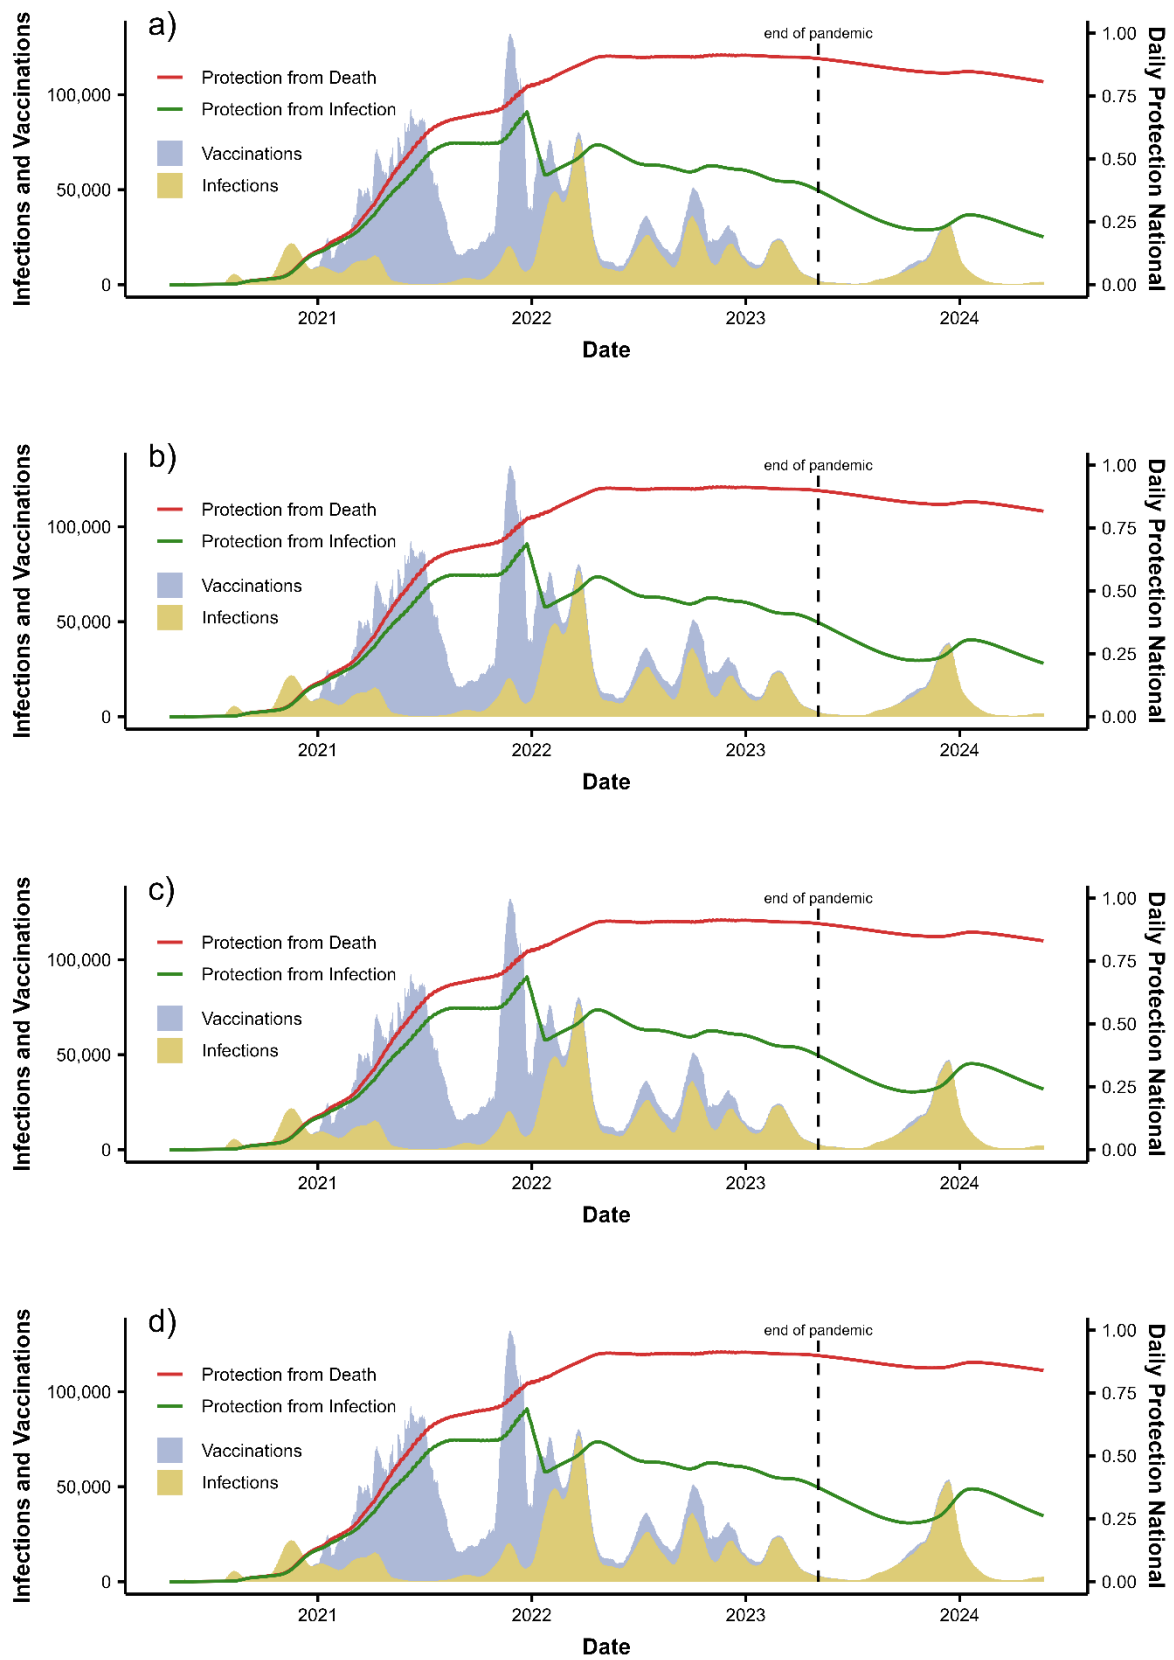 a)
end of pandemic
Protection from Death
Protection from Infection
Vaccinations
Infections
Infections and Vaccinations
100,000
50,000
0
1.00
0.75
0.50
0.25
0.00
Daily Protection National
2021 2022 2023 2024
Date
b)
end of pandemic
Protection from Death
Protection from Infection
Vaccinations
Infections
Infections and Vaccinations
100,000
50,000
0
1.00
0.75
0.50
0.25
0.00
Daily Protection National
2021 2022 2023 2024
Date
c)
end of pandemic
Protection from Death
Protection from Infection
Vaccinations
Infections
Infections and Vaccinations
100,000
50,000
0
1.00
0.75
0.50
0.25
0.00
Daily Protection National
2021 2022 2023 2024
Date
d)
end of pandemic
Protection from Death
Protection from Infection
Vaccinations
Infections
Infections and Vaccinations
100,000
50,000
0
1.00
0.75
0.50
0.25
0.00
Daily Protection National
2021 2022 2023 2024
Date